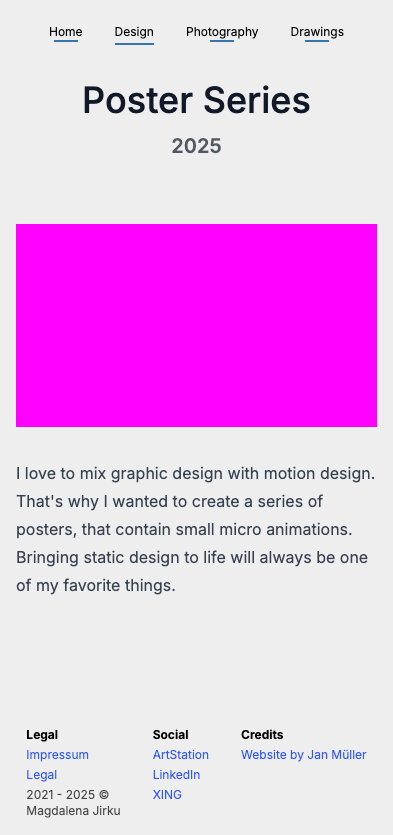 Home Design Photography Drawings
Poster Series
2025
I love to mix graphic design with motion design.
That's why I wanted to create a series of
posters, that contain small micro animations.
Bringing static design to life will always be one
of my favorite things.
Legal
Impressum
Legal
2021 - 2025 ©
Magdalena Jirku
Social
ArtStation
LinkedIn
XING
Credits
Website by Jan Müller